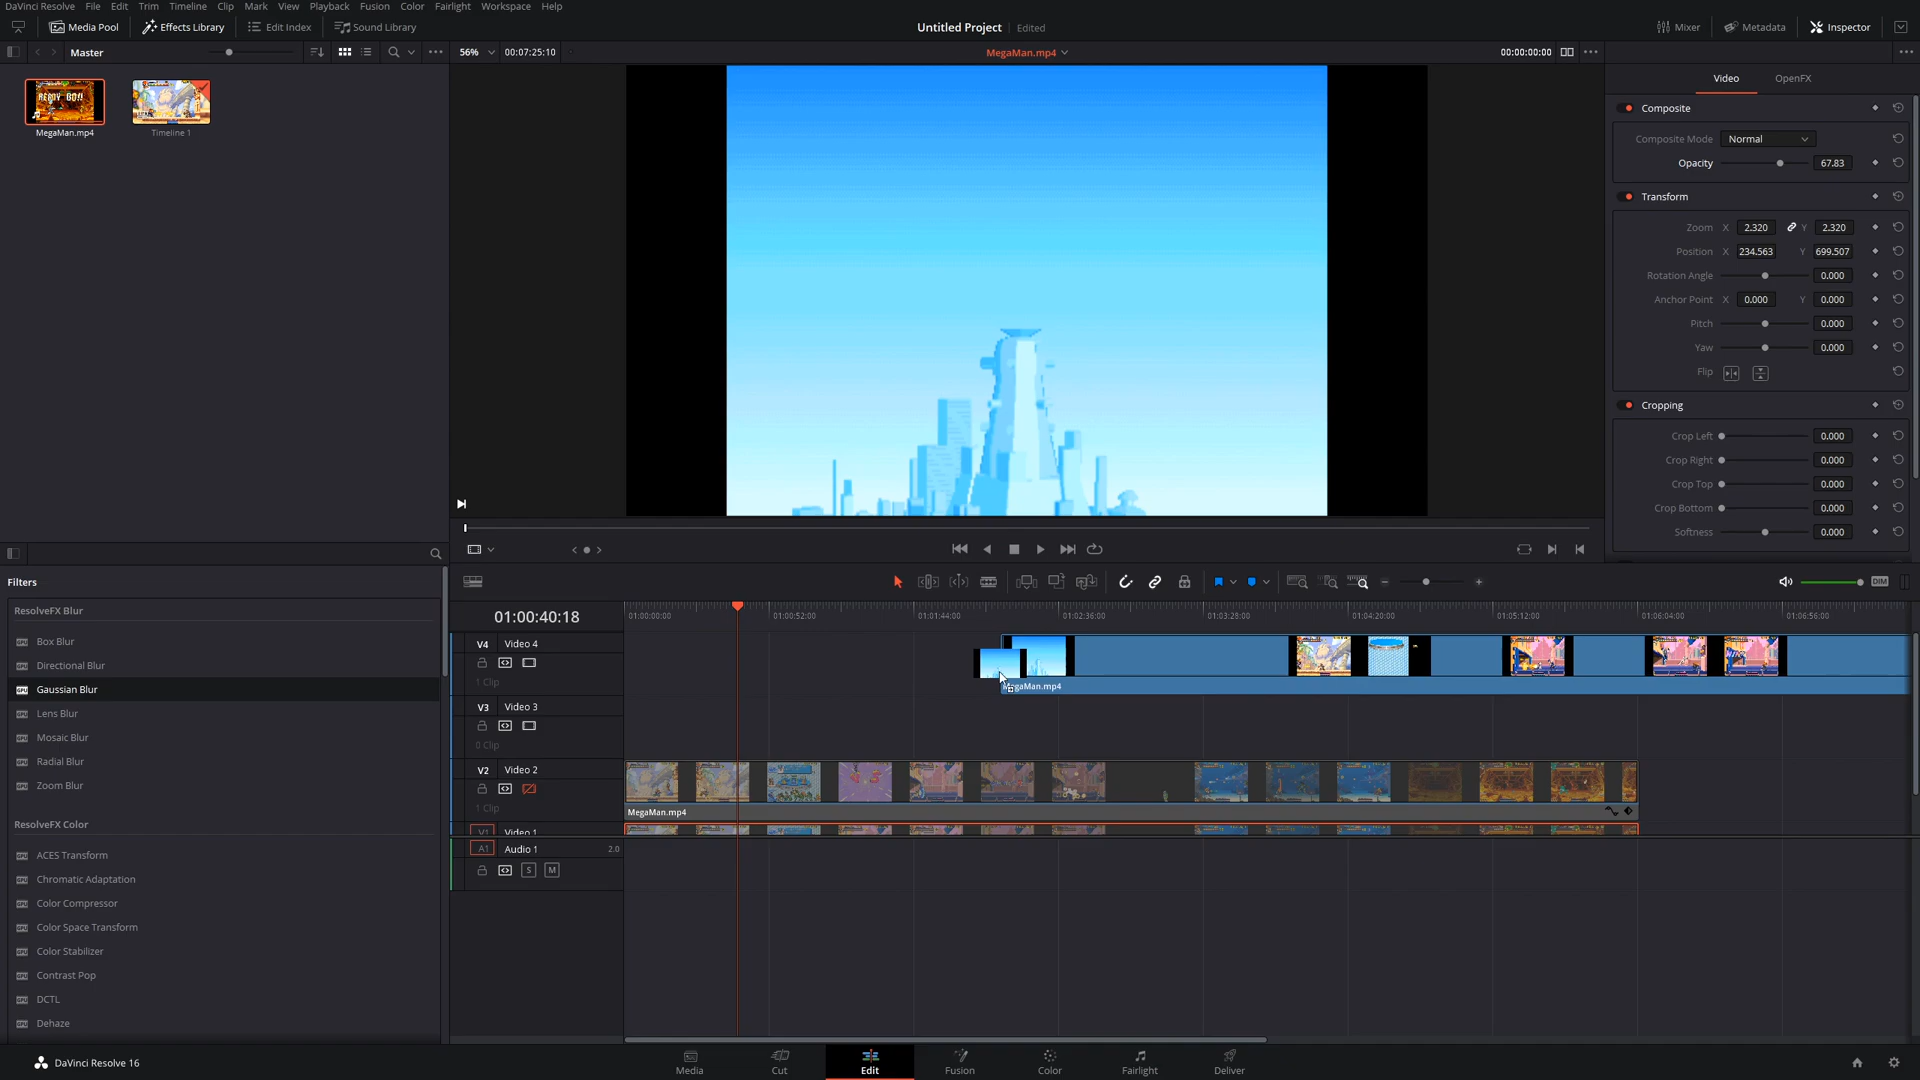 DaVinci Resolve File Edit Trim Timeline Clip Mark View Playback Fusion Color Fairlight Workspace Help
Media Pool Effects Library Edit Index Sound Library Untitled Project Edited Mixer Metadata Inspector
Master 56% 00:07:25:10 MegaMan.mp4 00:00:00:00
Video OpenFX
READY GO!!
MegaMan.mp4 Timeline 1
Composite
Composite Mode Normal
Opacity 67.83
Transform
Zoom X 2.320 Y 2.320
Position X 234.563 Y 699.507
Rotation Angle 0.000
Anchor Point X 0.000 Y 0.000
Pitch 0.000
Yaw 0.000
Flip
Cropping
Crop Left 0.000
Crop Right 0.000
Crop Top 0.000
Crop Bottom 0.000
Softness 0.000
Filters
ResolveFX Blur
Box Blur
Directional Blur
Gaussian Blur
Lens Blur
Mosaic Blur
Radial Blur
Zoom Blur
ResolveFX Color
ACES Transform
Chromatic Adaptation
Color Compressor
Color Space Transform
Color Stabilizer
Contrast Pop
DCTL
Dehaze
DIM
01:00:40:18 01:00:00:00 01:00:52:00 01:01:44:00 01:02:36:00 01:03:28:00 01:04:20:00 01:05:12:00 01:06:04:00 01:06:56:00
V4 Video 4
1 Clip
MegaMan.mp4
V3 Video 3
0 Clip
V2 Video 2
1 Clip
MegaMan.mp4
V1 Video 1
A1 Audio 1 2.0
S M
DaVinci Resolve 16
Media Cut Edit Fusion Color Fairlight Deliver